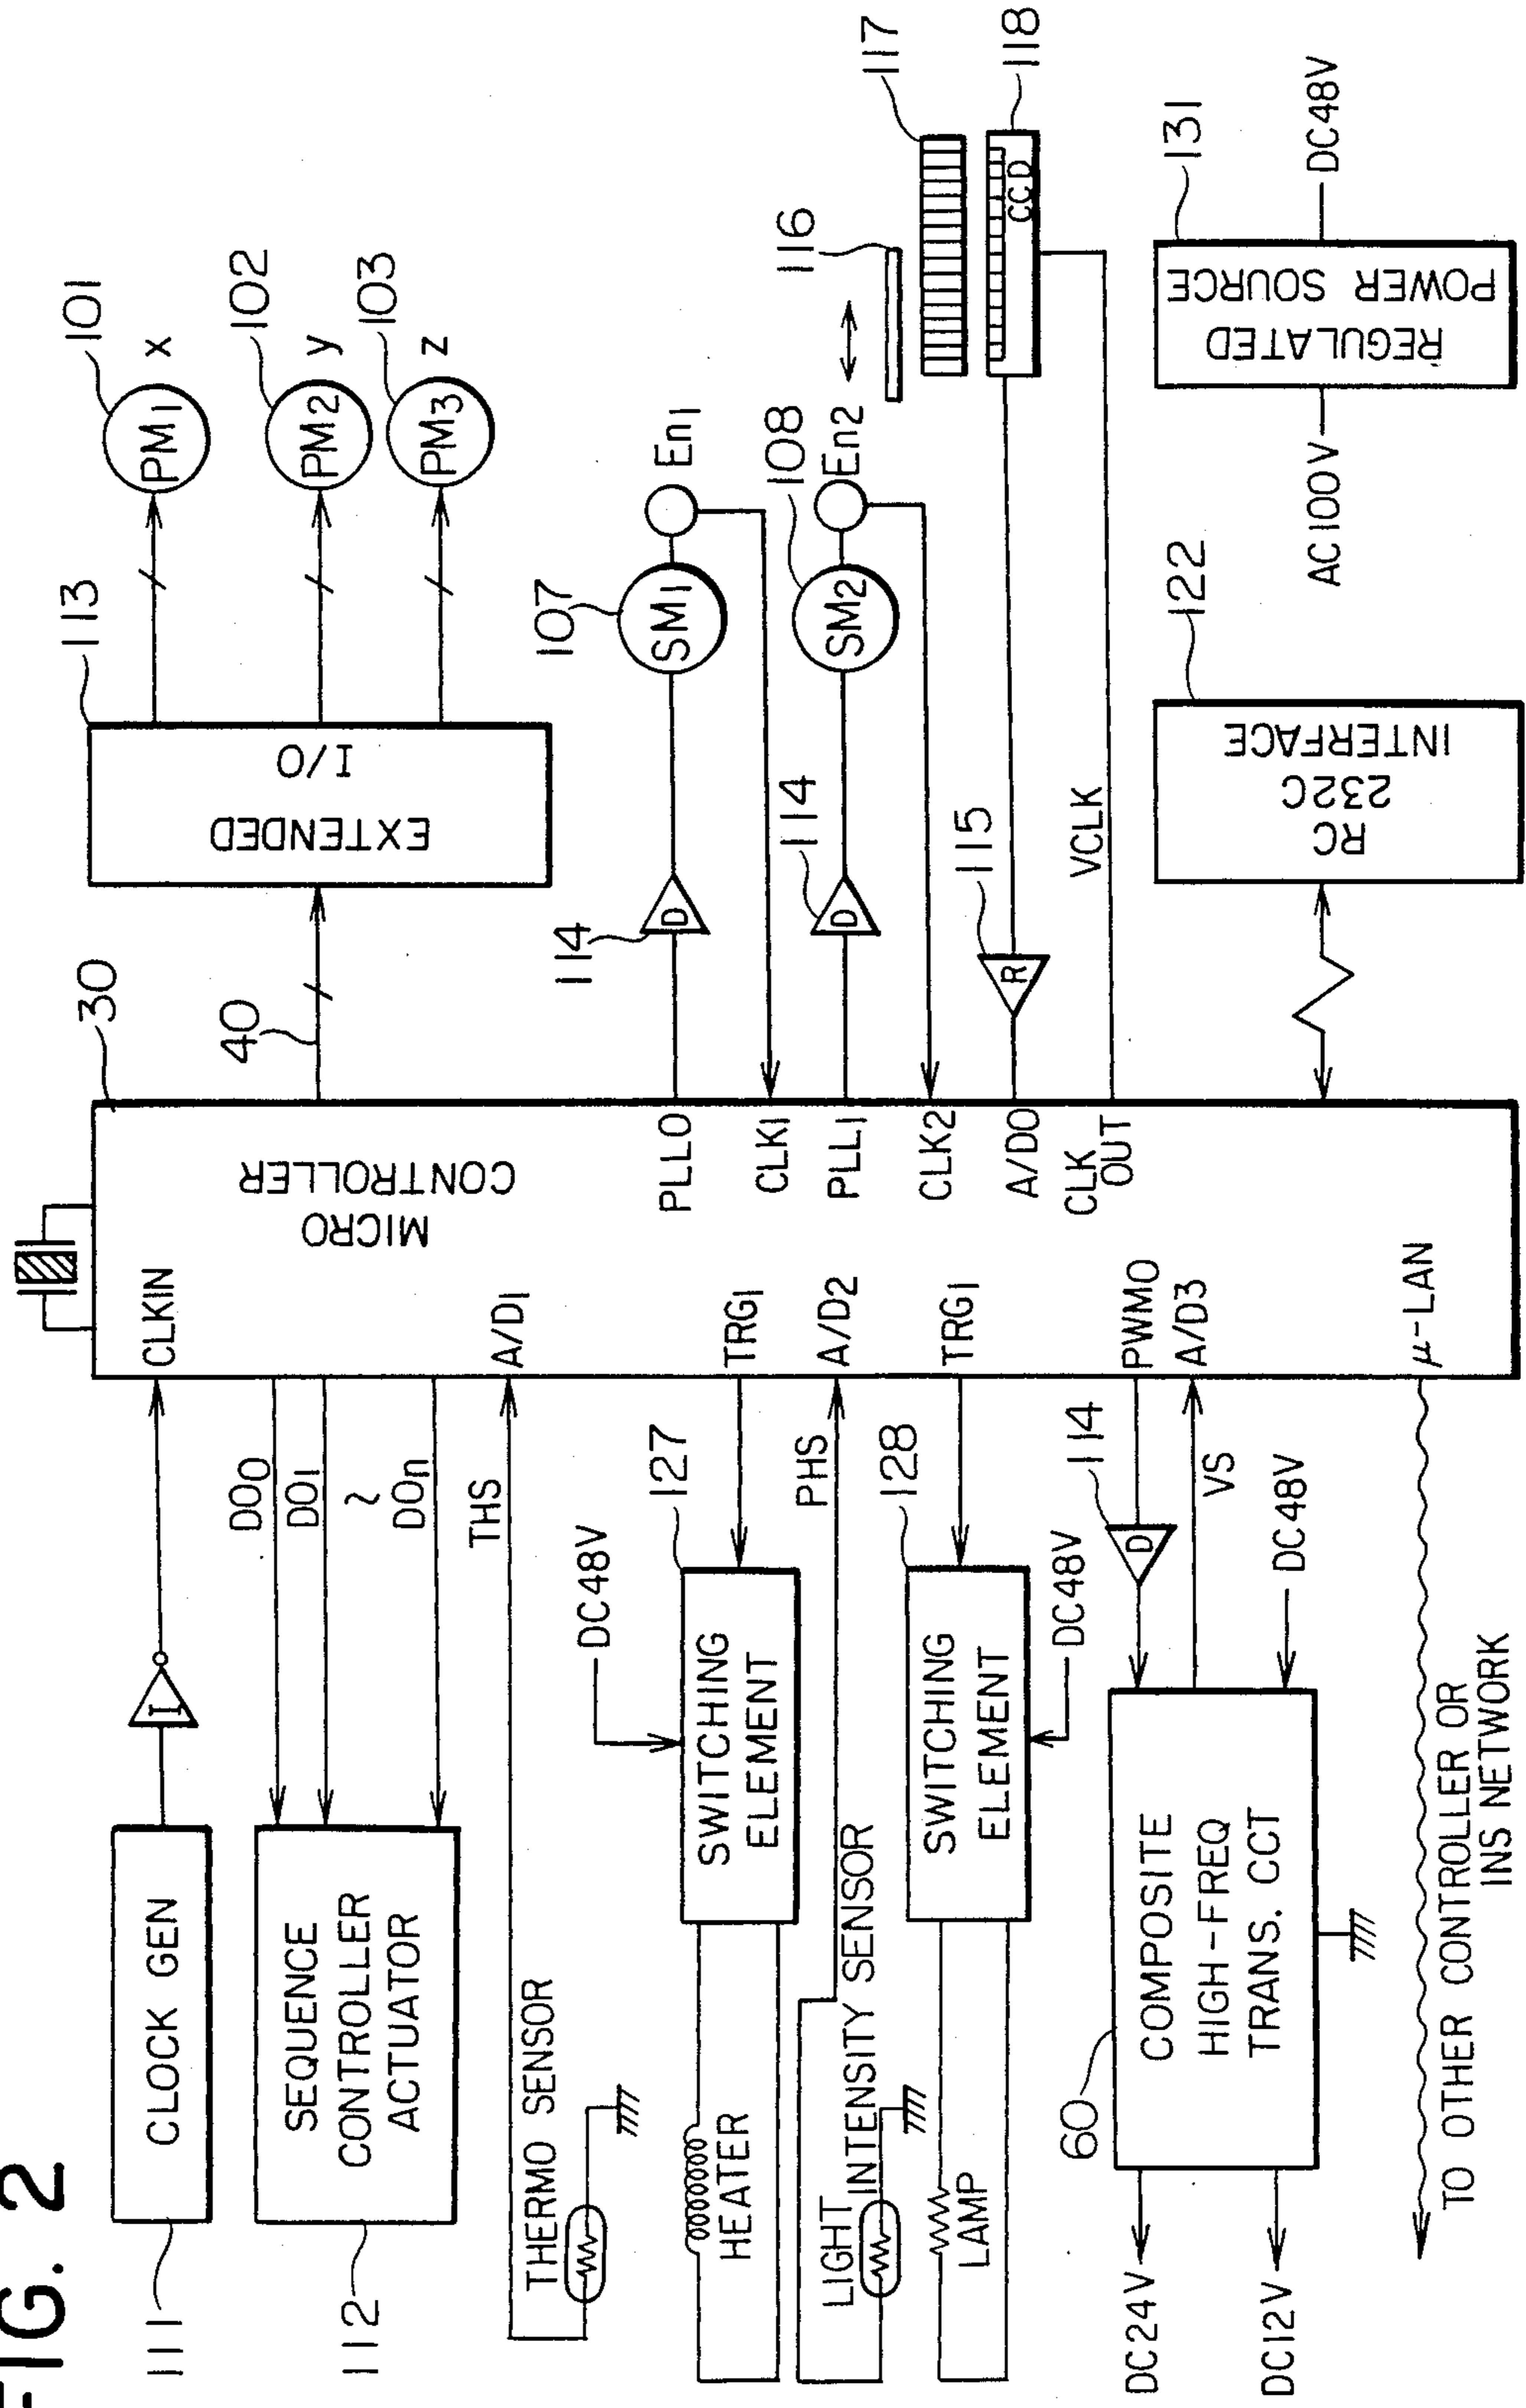 FIG. 2
111
CLOCK GEN
I
CLKIN
30
MICRO
CONTROLLER
112
SEQUENCE
CONTROLLER
ACTUATOR
DO0
DO1
~
DOn
40
EXTENDED
I/O
113
PM1
101
x
PM2
102
y
PM3
103
z
THERMO SENSOR
THS
A/D1
HEATER
SWITCHING
ELEMENT
127
DC48V
TRG1
LIGHT INTENSITY SENSOR
PHS
A/D2
LAMP
SWITCHING
ELEMENT
128
DC48V
TRG1
PLL0
114
D
107
SM1
En1
CLK1
PLL1
D
114
SM2
108
En2
CLK2
A/D0
R
115
CLK
OUT
VCLK
116
117
118
CCD
DC24V
DC12V
60
COMPOSITE
HIGH-FREQ
TRANS. CCT
D
114
PWM0
A/D3
VS
DC48V
RC
232C
INTERFACE
122
AC100V
REGULATED
POWER SOURCE
131
DC48V
μ-LAN
TO OTHER CONTROLLER OR
INS NETWORK